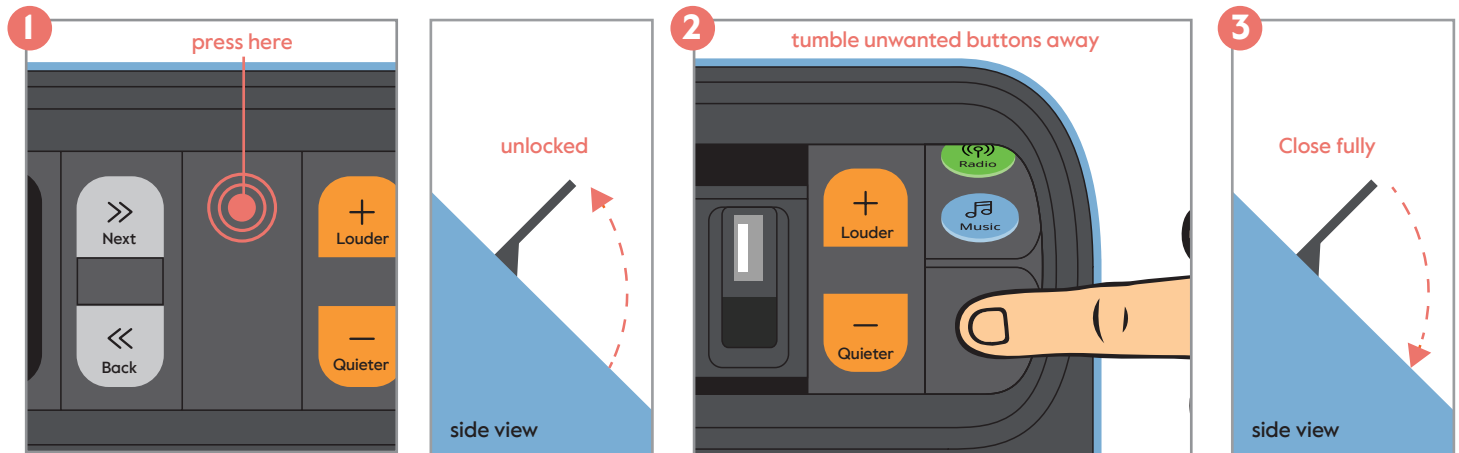 1
press here
Next
Back
+
Louder
−
Quieter
unlocked
side view
2
tumble unwanted buttons away
Radio
Music
+
Louder
−
Quieter
3
Close fully
side view